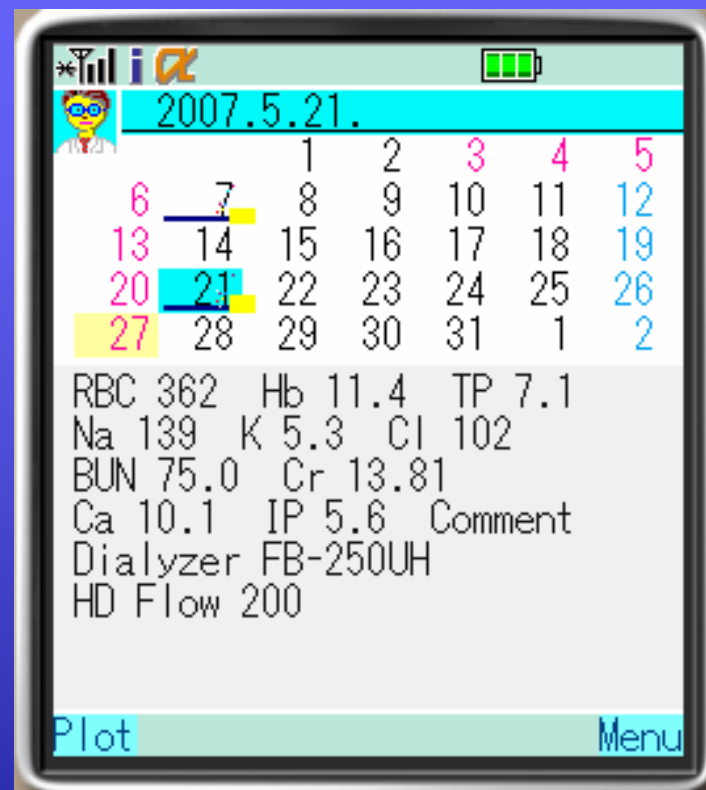 i α
2007.5.21.
1 2 3 4 5
6 7 8 9 10 11 12
13 14 15 16 17 18 19
20 21 22 23 24 25 26
27 28 29 30 31 1 2
RBC 362 Hb 11.4 TP 7.1
Na 139 K 5.3 Cl 102
BUN 75.0 Cr 13.81
Ca 10.1 IP 5.6 Comment
Dialyzer FB-250UH
HD Flow 200
Plot Menu